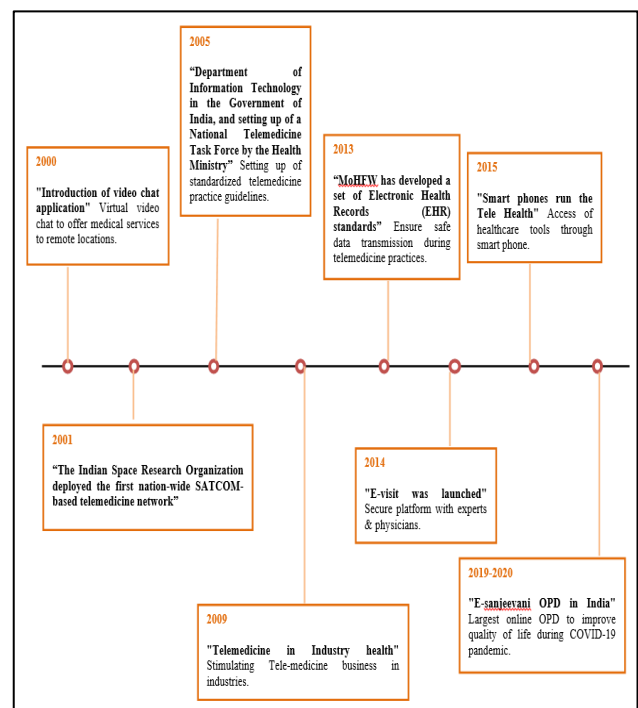 2000
"Introduction of video chat
application" Virtual video
chat to offer medical services
to remote locations.
2001
“The Indian Space Research Organization
deployed the first nation-wide SATCOM-
based telemedicine network”
2005
“Department of
Information Technology
in the Government of
India, and setting up of a
National Telemedicine
Task Force by the Health
Ministry” Setting up of
standardized telemedicine
practice guidelines.
2009
"Telemedicine in Industry health"
Stimulating Tele-medicine business in
industries.
2013
“MoHFW has developed a
set of Electronic Health
Records (EHR)
standards” Ensure safe
data transmission during
telemedicine practices.
2014
"E-visit was launched"
Secure platform with experts
& physicians.
2015
"Smart phones run the
Tele Health" Access of
healthcare tools through
smart phone.
2019-2020
"E-sanjeevani OPD in India"
Largest online OPD to improve
quality of life during COVID-19
pandemic.